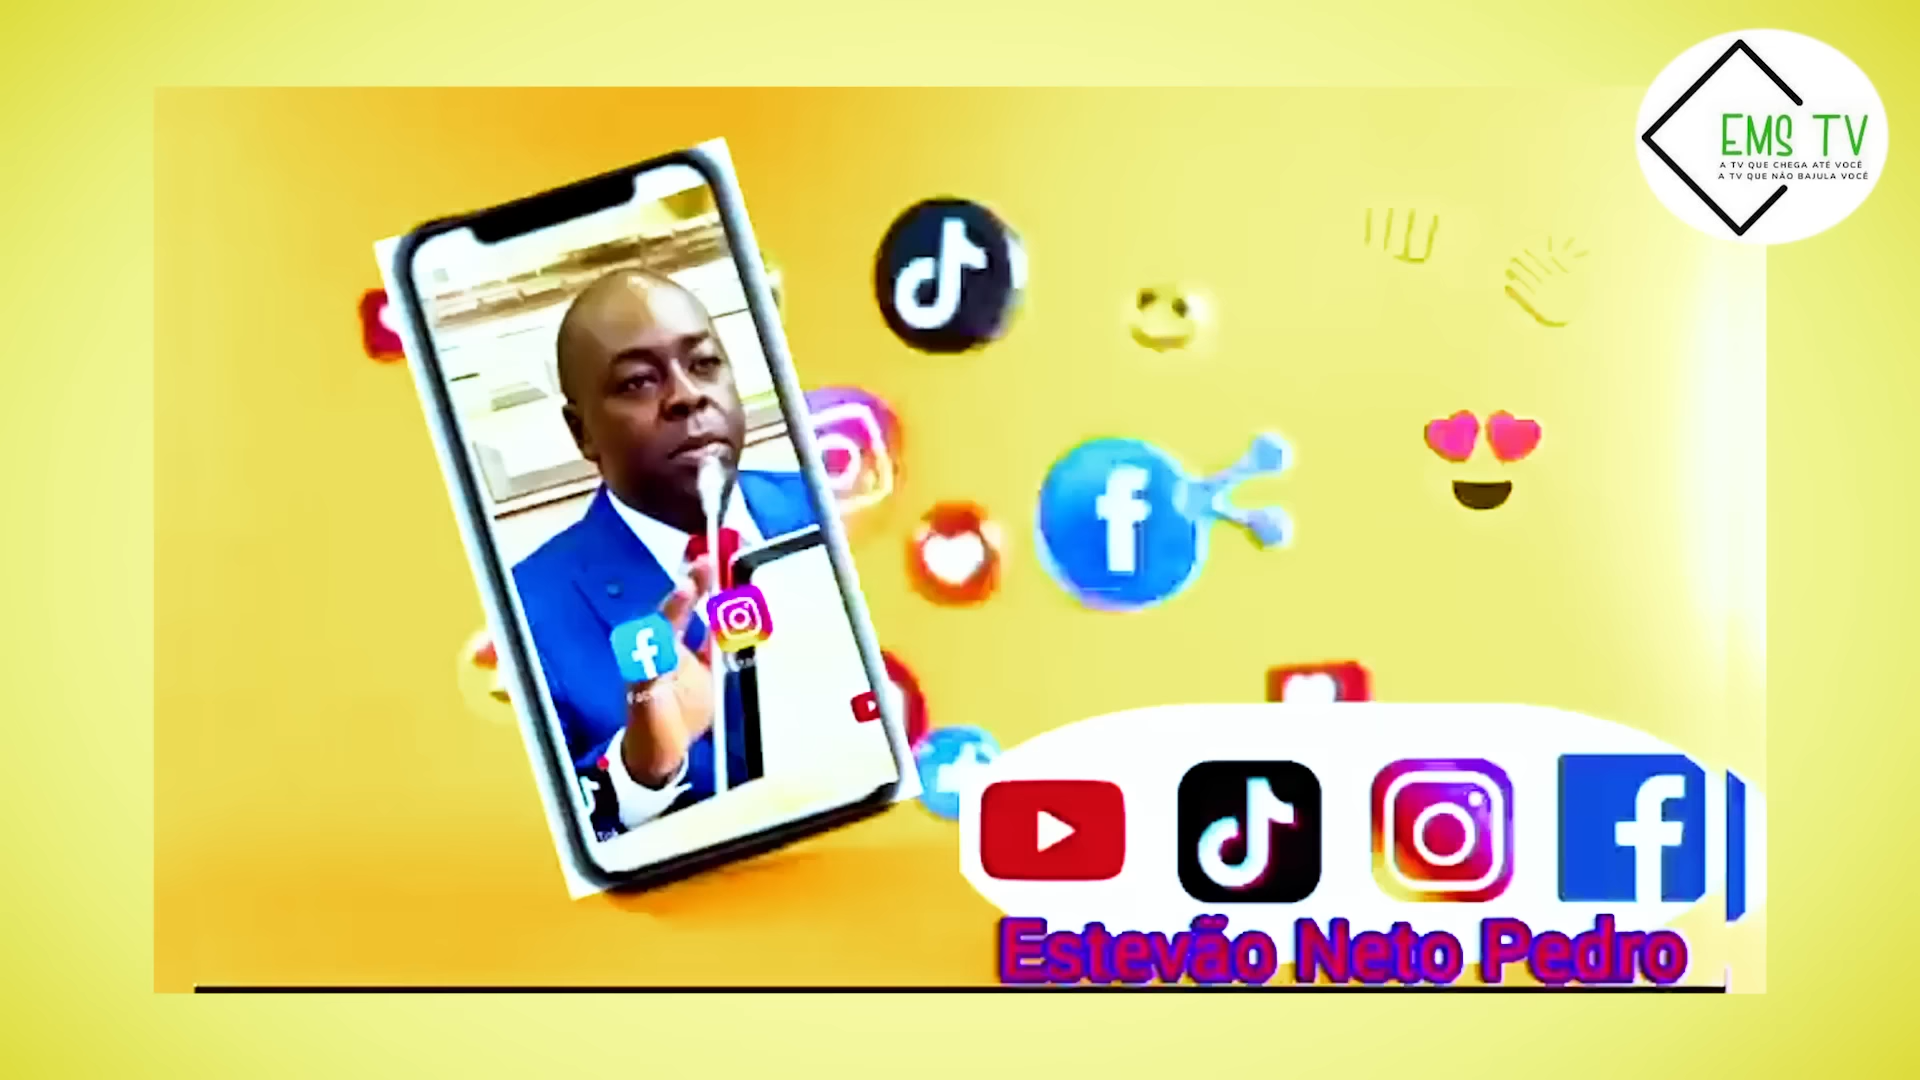 EMS TV
A TV QUE CHEGA ATÉ VOCÊ
A TV QUE NÃO BAJULA VOCÊ
Estevão Neto Pedro